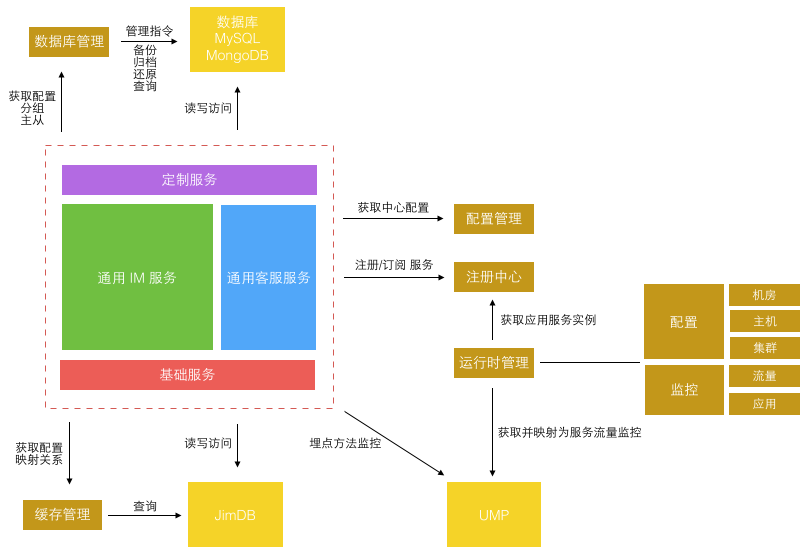 数据库管理
管理指令
备份
归档
还原
查询
数据库
MySQL
MongoDB
获取配置
分组
主从
读写访问
定制服务
通用 IM 服务
通用客服服务
基础服务
获取中心配置
配置管理
注册/订阅 服务
注册中心
获取应用服务实例
运行时管理
配置
机房
主机
集群
监控
流量
应用
获取并映射为服务流量监控
获取配置
映射关系
读写访问
埋点方法监控
缓存管理
查询
JimDB
UMP